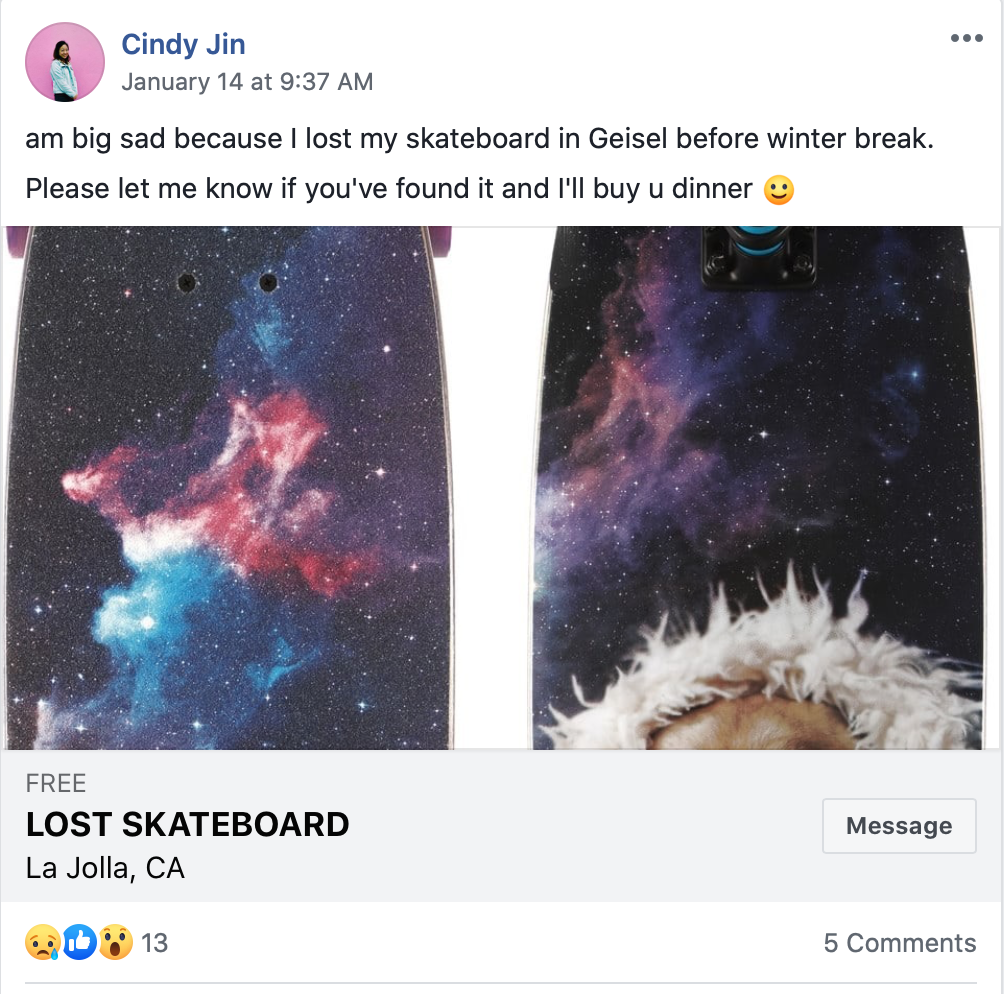 Cindy Jin
January 14 at 9:37 AM
am big sad because I lost my skateboard in Geisel before winter break.
Please let me know if you've found it and I'll buy u dinner 🙂
FREE
LOST SKATEBOARD
La Jolla, CA
Message
13
5 Comments